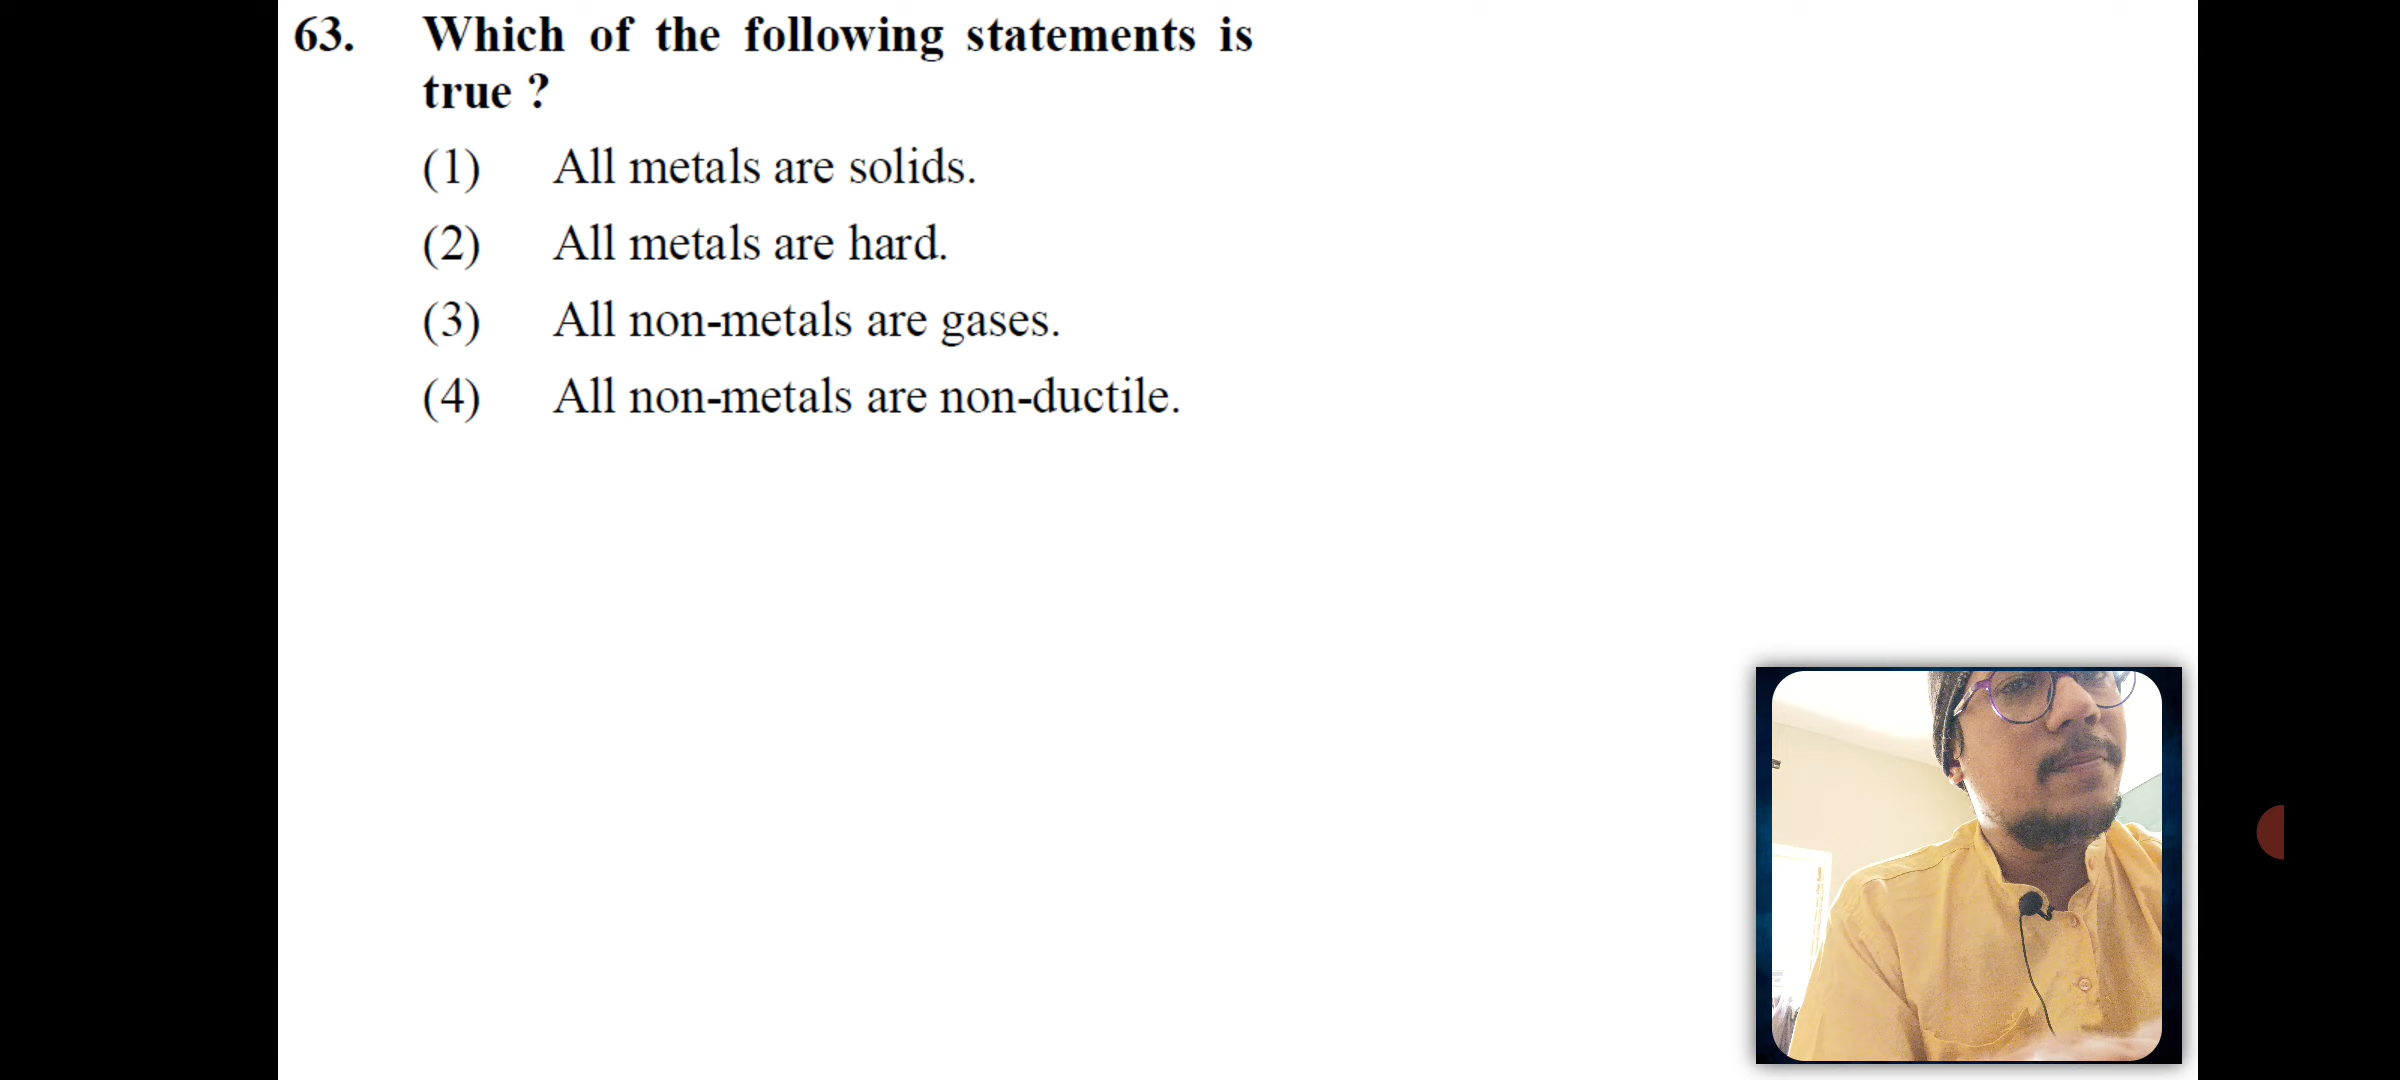 63. Which of the following statements is
true ?
(1) All metals are solids.
(2) All metals are hard.
(3) All non-metals are gases.
(4) All non-metals are non-ductile.